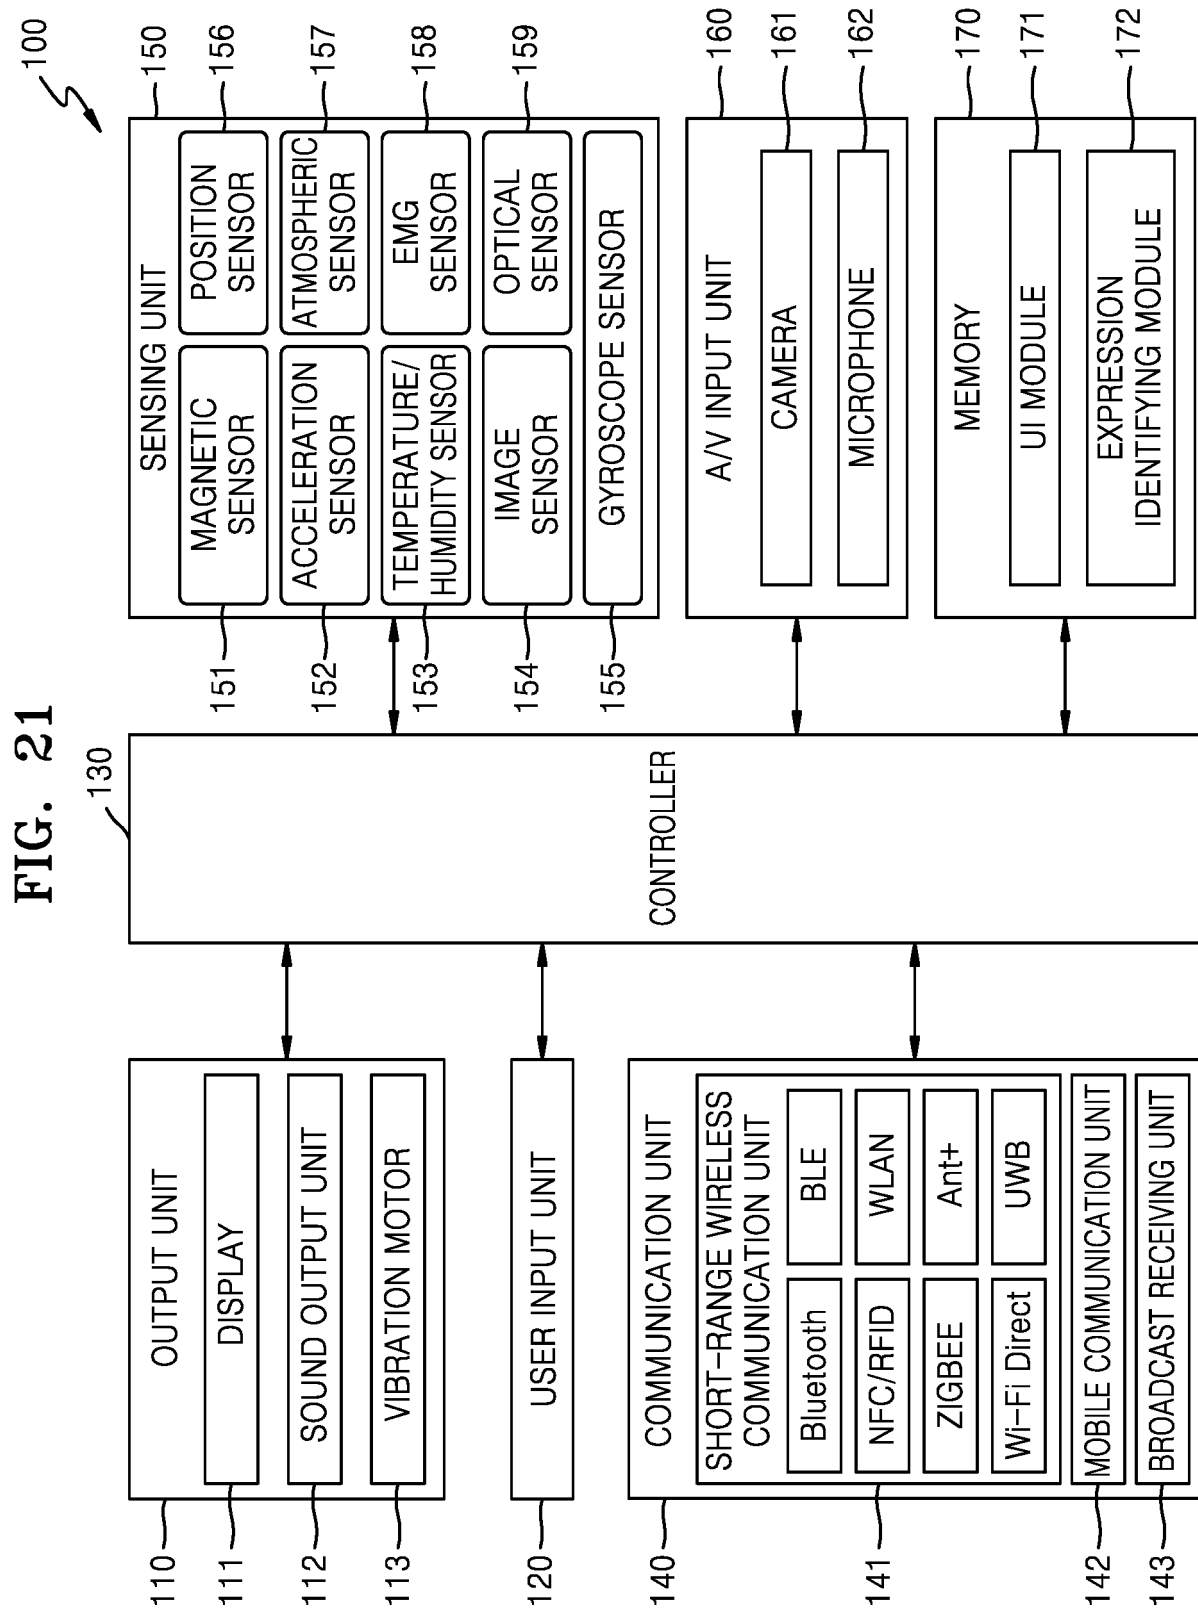 FIG. 21
100
130
CONTROLLER
110
OUTPUT UNIT
111
DISPLAY
112
SOUND OUTPUT UNIT
113
VIBRATION MOTOR
120
USER INPUT UNIT
140
COMMUNICATION UNIT
141
SHORT-RANGE WIRELESS
COMMUNICATION UNIT
Bluetooth
BLE
NFC/RFID
WLAN
ZIGBEE
Ant+
Wi-Fi Direct
UWB
142
MOBILE COMMUNICATION UNIT
143
BROADCAST RECEIVING UNIT
150
SENSING UNIT
151
MAGNETIC
SENSOR
POSITION
SENSOR
156
152
ACCELERATION
SENSOR
ATMOSPHERIC
SENSOR
157
153
TEMPERATURE/
HUMIDITY SENSOR
EMG
SENSOR
158
154
IMAGE
SENSOR
OPTICAL
SENSOR
159
155
GYROSCOPE SENSOR
160
A/V INPUT UNIT
CAMERA
161
MICROPHONE
162
170
MEMORY
UI MODULE
171
EXPRESSION
IDENTIFYING MODULE
172